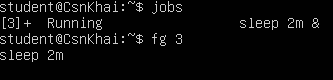 student@CsnKhai:~$ jobs
[3]+  Running                 sleep 2m &
student@CsnKhai:~$ fg 3
sleep 2m